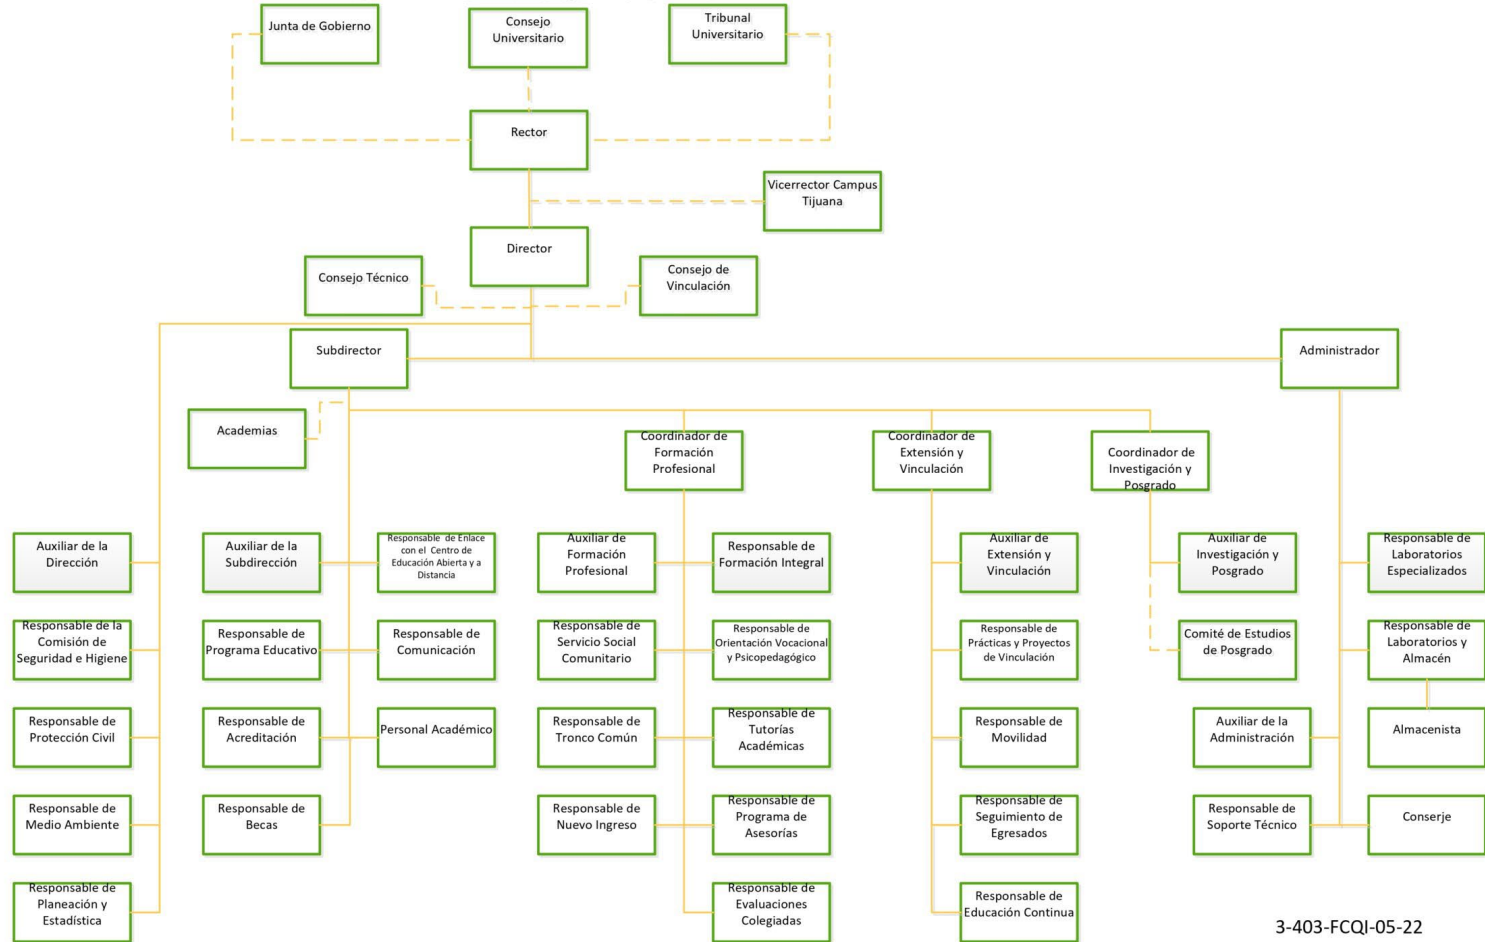 Junta de Gobierno
Consejo
Universitario
Tribunal
Universitario
Rector
Vicerrector Campus
Tijuana
Director
Consejo Técnico
Consejo de
Vinculación
Subdirector
Administrador
Academias
Coordinador de
Formación
Profesional
Coordinador de
Extensión y
Vinculación
Coordinador de
Investigación y
Posgrado
Auxiliar de la
Dirección
Auxiliar de la
Subdirección
Responsable de Enlace
con el Centro de
Educación Abierta y a
Distancia
Auxiliar de
Formación
Profesional
Responsable de
Formación Integral
Auxiliar de
Extensión y
Vinculación
Auxiliar de
Investigación y
Posgrado
Responsable de
Laboratorios
Especializados
Responsable de la
Comisión de
Seguridad e Higiene
Responsable de
Programa Educativo
Responsable de
Comunicación
Responsable de
Servicio Social
Comunitario
Responsable de
Orientación Vocacional
y Psicopedagógico
Responsable de
Prácticas y Proyectos
de Vinculación
Comité de Estudios
de Posgrado
Responsable de
Laboratorios y
Almacén
Responsable de
Protección Civil
Responsable de
Acreditación
Personal Académico
Responsable de
Tronco Común
Responsable de
Tutorías
Académicas
Responsable de
Movilidad
Auxiliar de la
Administración
Almacenista
Responsable de
Medio Ambiente
Responsable de
Becas
Responsable de
Nuevo Ingreso
Responsable de
Programa de
Asesorías
Responsable de
Seguimiento de
Egresados
Responsable de
Soporte Técnico
Conserje
Responsable de
Planeación y
Estadística
Responsable de
Evaluaciones
Colegiadas
Responsable de
Educación Continua
3-403-FCQI-05-22